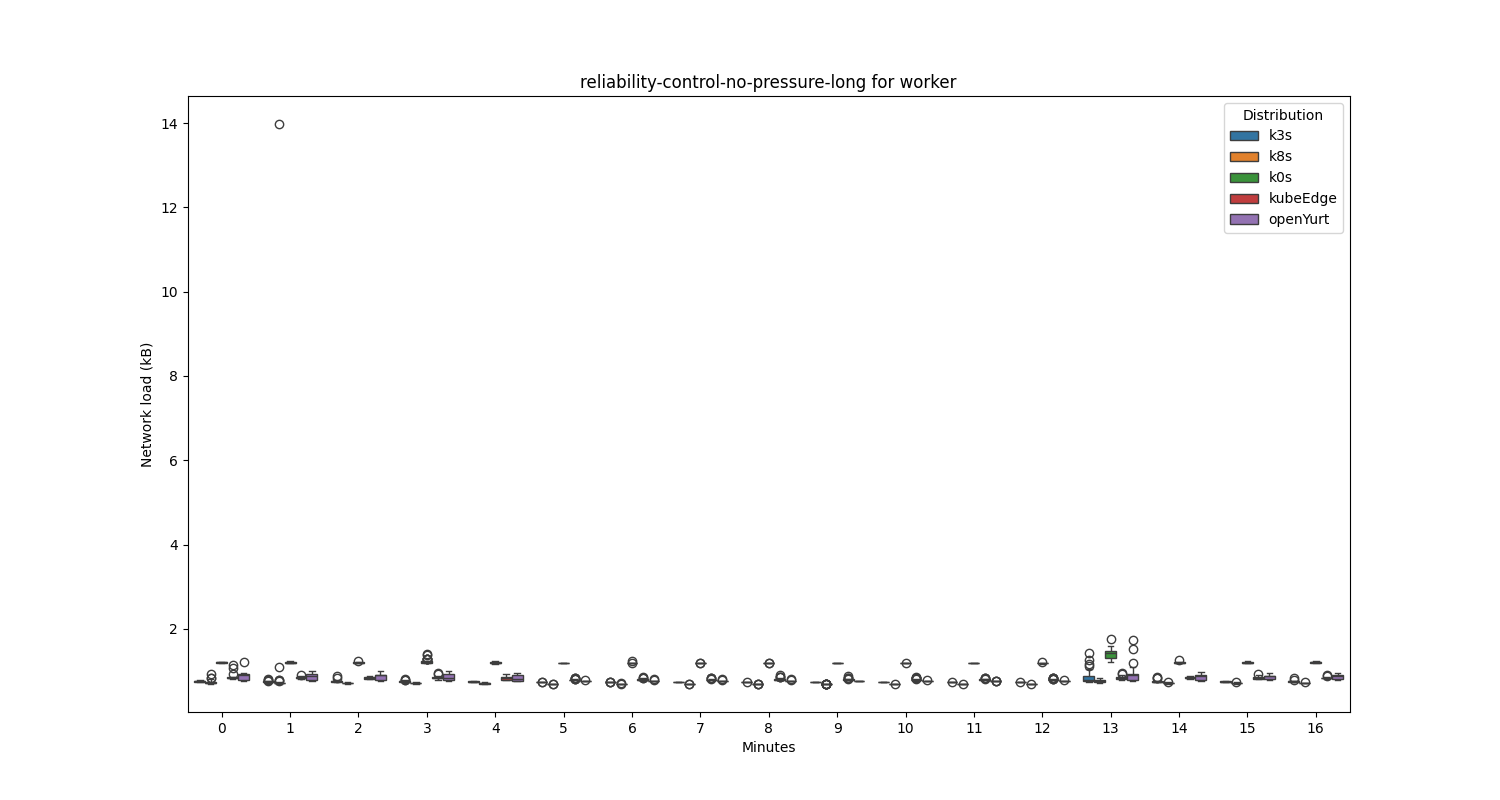 reliability-control-no-pressure-long for worker
Network load (kB)
14
12
10
8
6
4
2
Distribution
k3s
k8s
k0s
kubeEdge
openYurt
0 1 2 3 4 5 6 7 8 9 10 11 12 13 14 15 16
Minutes